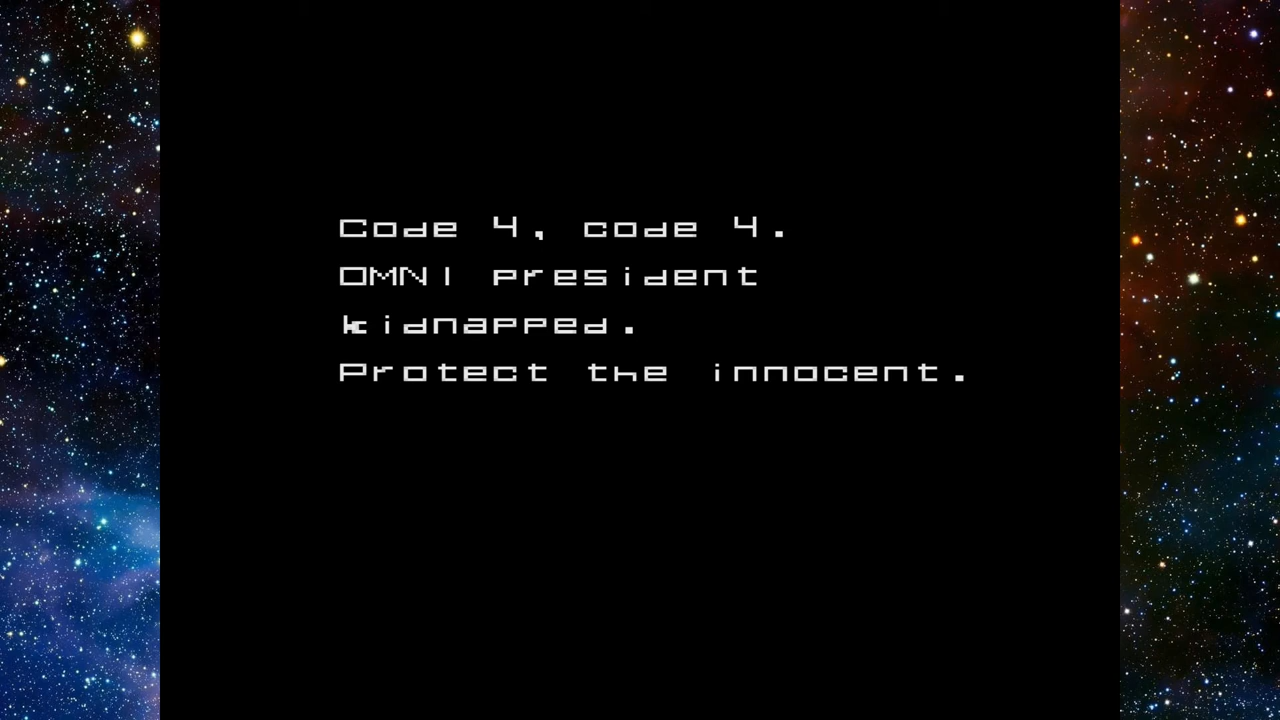 Code 4, code 4.
OMNI president
kidnapped.
Protect the innocent.